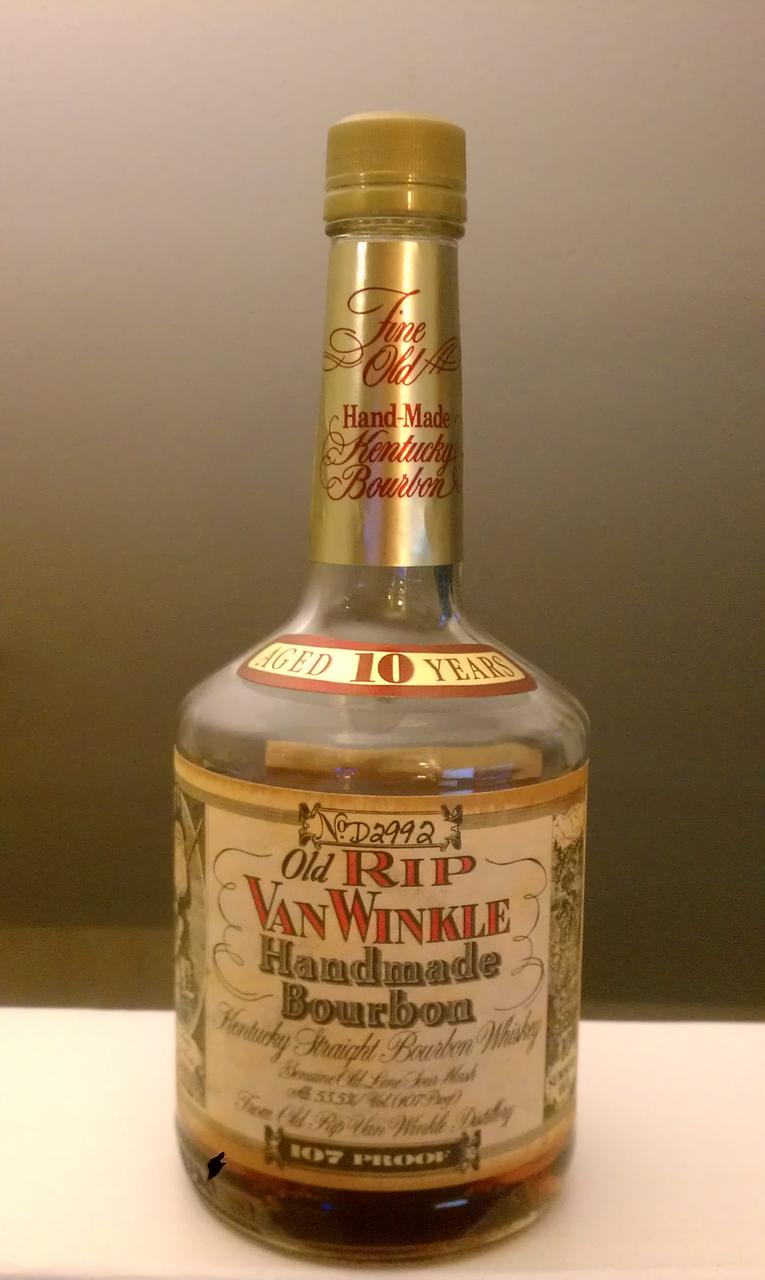 Fine
Old
Hand-Made
Kentucky
Bourbon
AGED 10 YEARS
No. D2992
Old RIP
VAN WINKLE
Handmade
Bourbon
Kentucky Straight Bourbon Whiskey
Genuine Old Line Sour Mash
Alc. 53.5% Vol. (107 Proof)
From Old Rip Van Winkle Distillery
107 PROOF